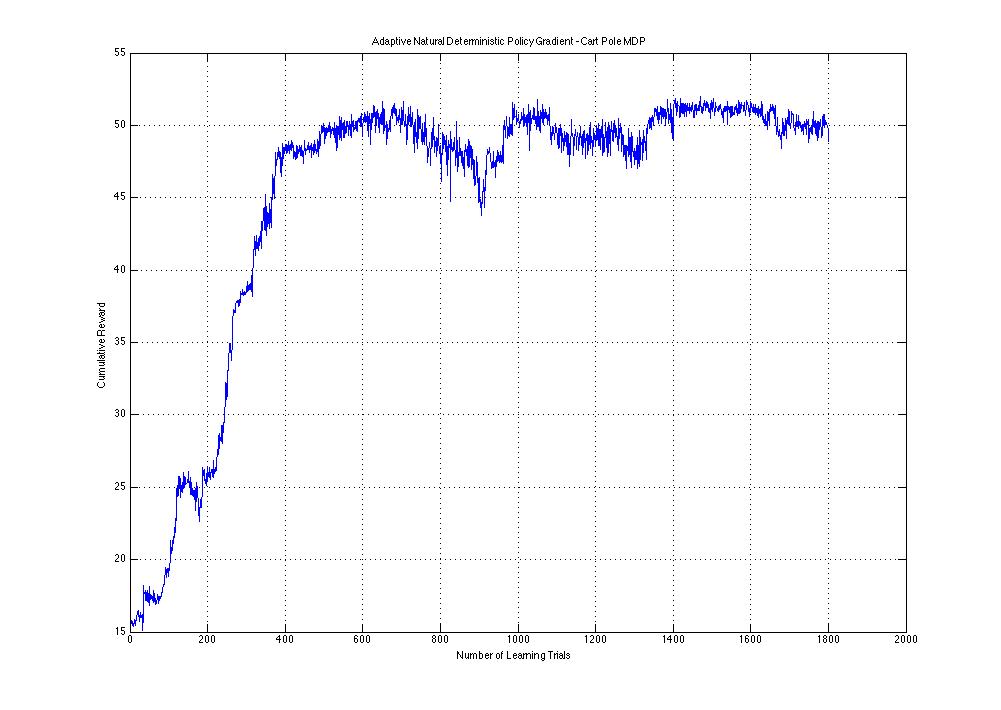 Adaptive Natural Deterministic Policy Gradient - Cart Pole MDP
55
50
45
40
35
30
25
20
15
Cumulative Reward
0 200 400 600 800 1000 1200 1400 1600 1800 2000
Number of Learning Trials